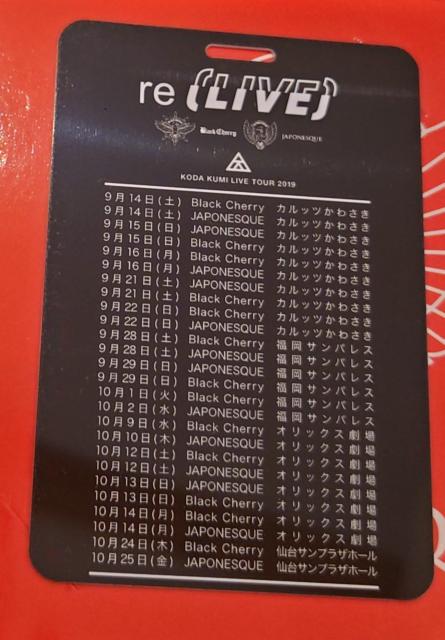 re (LIVE)
Black Cherry JAPONESQUE
KODA KUMI LIVE TOUR 2019
9月14日(土) Black Cherry カルッツかわさき
9月14日(土) JAPONESQUE カルッツかわさき
9月15日(日) JAPONESQUE カルッツかわさき
9月15日(日) Black Cherry カルッツかわさき
9月16日(月) Black Cherry カルッツかわさき
9月16日(月) JAPONESQUE カルッツかわさき
9月21日(土) JAPONESQUE カルッツかわさき
9月21日(土) Black Cherry カルッツかわさき
9月22日(日) Black Cherry カルッツかわさき
9月22日(日) JAPONESQUE カルッツかわさき
9月28日(土) Black Cherry 福岡サンパレス
9月28日(土) JAPONESQUE 福岡サンパレス
9月29日(日) JAPONESQUE 福岡サンパレス
9月29日(日) Black Cherry 福岡サンパレス
10月1日(火) Black Cherry 福岡サンパレス
10月2日(水) JAPONESQUE 福岡サンパレス
10月9日(水) Black Cherry オリックス劇場
10月10日(木) JAPONESQUE オリックス劇場
10月12日(土) Black Cherry オリックス劇場
10月12日(土) JAPONESQUE オリックス劇場
10月13日(日) JAPONESQUE オリックス劇場
10月13日(日) Black Cherry オリックス劇場
10月14日(月) Black Cherry オリックス劇場
10月14日(月) JAPONESQUE オリックス劇場
10月24日(木) Black Cherry 仙台サンプラザホール
10月25日(金) JAPONESQUE 仙台サンプラザホール